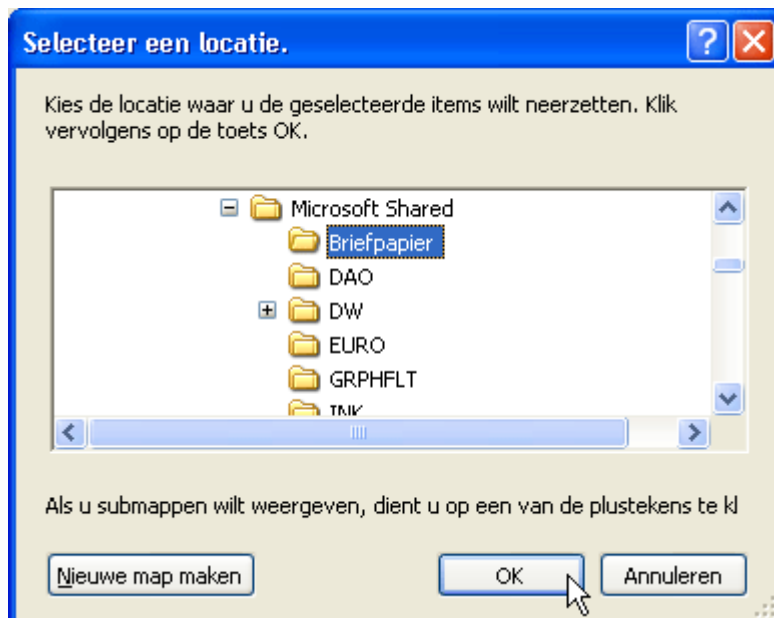 Selecteer een locatie.
Kies de locatie waar u de geselecteerde items wilt neerzetten. Klik
vervolgens op de toets OK.
Microsoft Shared
Briefpapier
DAO
DW
EURO
GRPHFLT
INK
Als u submappen wilt weergeven, dient u op een van de plustekens te kl
Nieuwe map maken
OK
Annuleren